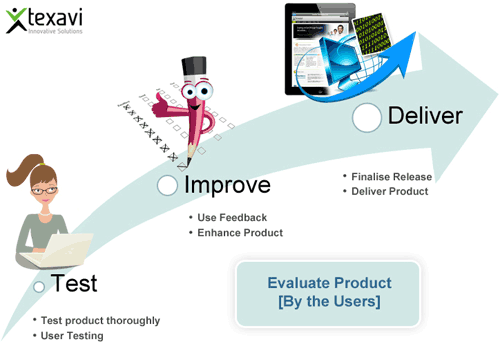 texavi
Innovative Solutions
Deliver
• Finalise Release
• Deliver Product
Improve
• Use Feedback
• Enhance Product
Test
• Test product thoroughly
• User Testing
Evaluate Product
[By the Users]